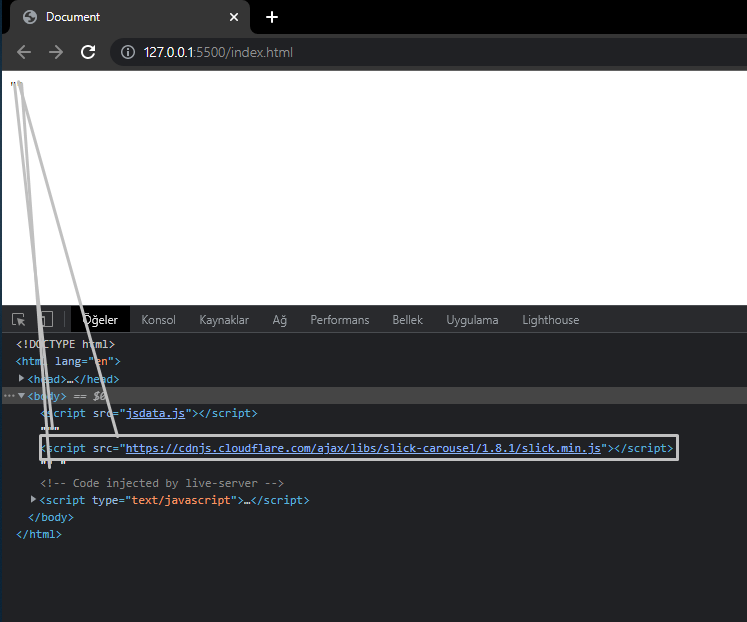 Document
127.0.0.1:5500/index.html
" "
Öğeler Konsol Kaynaklar Ağ Performans Bellek Uygulama Lighthouse
<!DOCTYPE html>
<html lang="en">
<head>…</head>
<body> == $0
<script src="jsdata.js"></script>
"""
<script src="https://cdnjs.cloudflare.com/ajax/libs/slick-carousel/1.8.1/slick.min.js"></script>
<!-- Code injected by live-server -->
<script type="text/javascript">…</script>
</body>
</html>